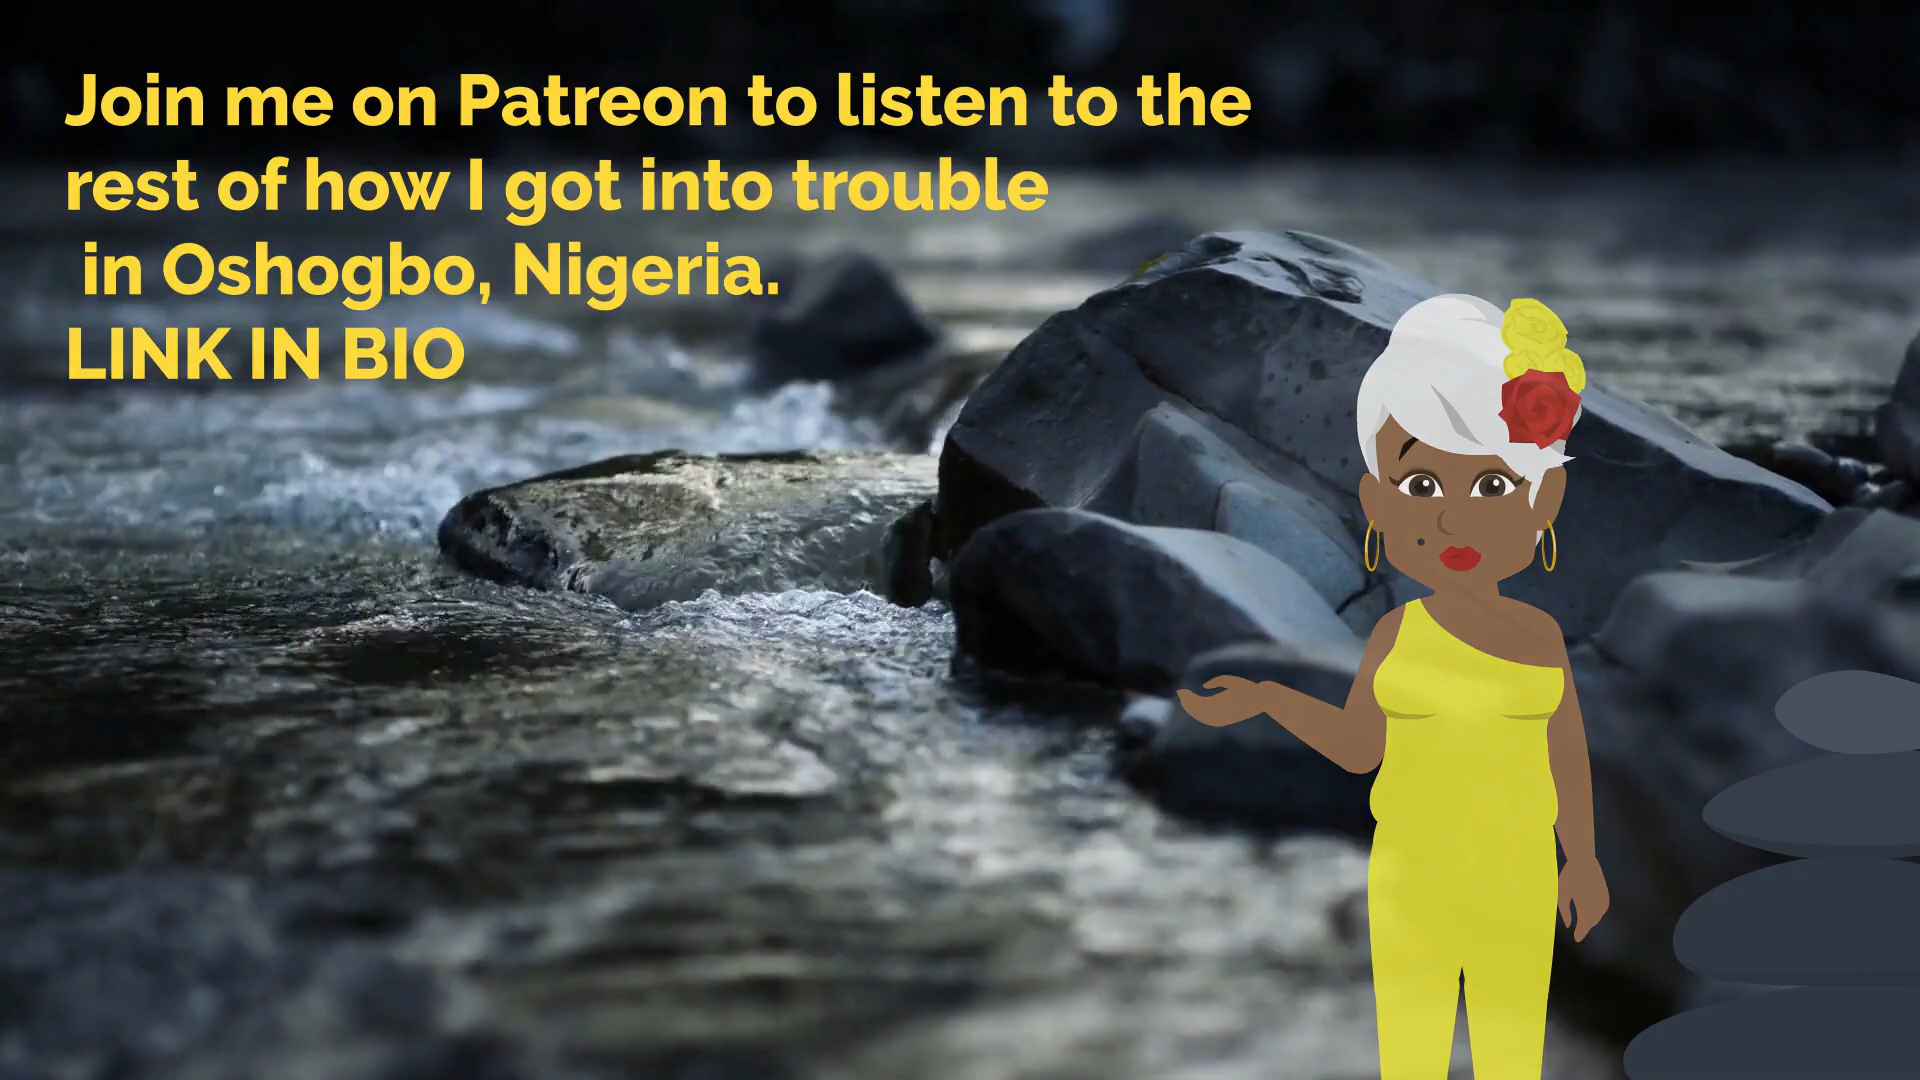 Join me on Patreon to listen to the
rest of how I got into trouble
in Oshogbo, Nigeria.
LINK IN BIO